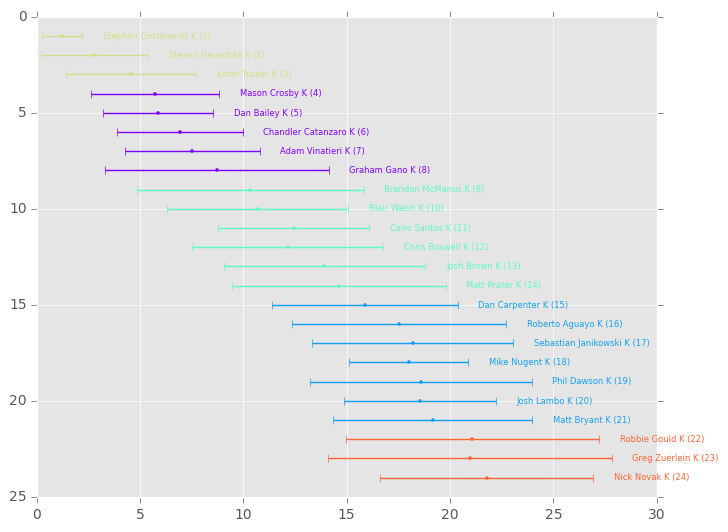 0
Stephen Gostkowski K (1)
Steven Hauschka K (2)
Justin Tucker K (3)
Mason Crosby K (4)
5
Dan Bailey K (5)
Chandler Catanzaro K (6)
Adam Vinatieri K (7)
Graham Gano K (8)
Brandon McManus K (9)
10
Blair Walsh K (10)
Cairo Santos K (11)
Chris Boswell K (12)
Josh Brown K (13)
Matt Prater K (14)
15
Dan Carpenter K (15)
Roberto Aguayo K (16)
Sebastian Janikowski K (17)
Mike Nugent K (18)
Phil Dawson K (19)
20
Josh Lambo K (20)
Matt Bryant K (21)
Robbie Gould K (22)
Greg Zuerlein K (23)
Nick Novak K (24)
25
0 5 10 15 20 25 30